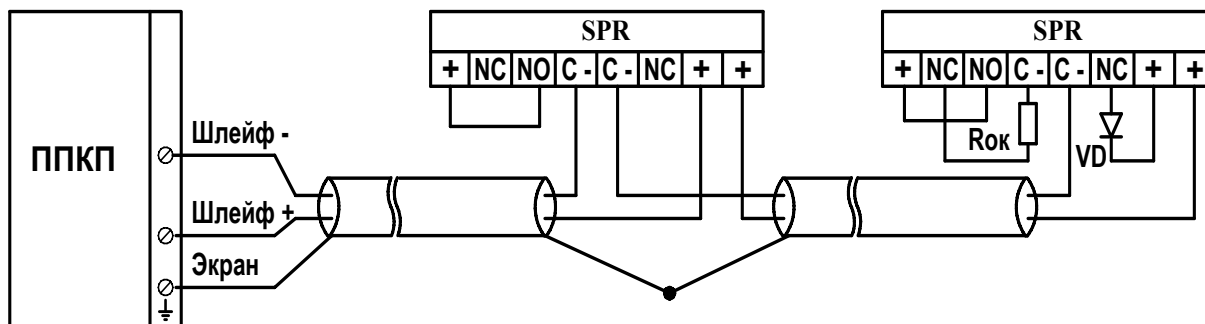 ППКП
Шлейф -
Шлейф +
Экран
SPR
+ NC NO C - C - NC + +
SPR
+ NC NO C - C - NC + +
Rок
VD